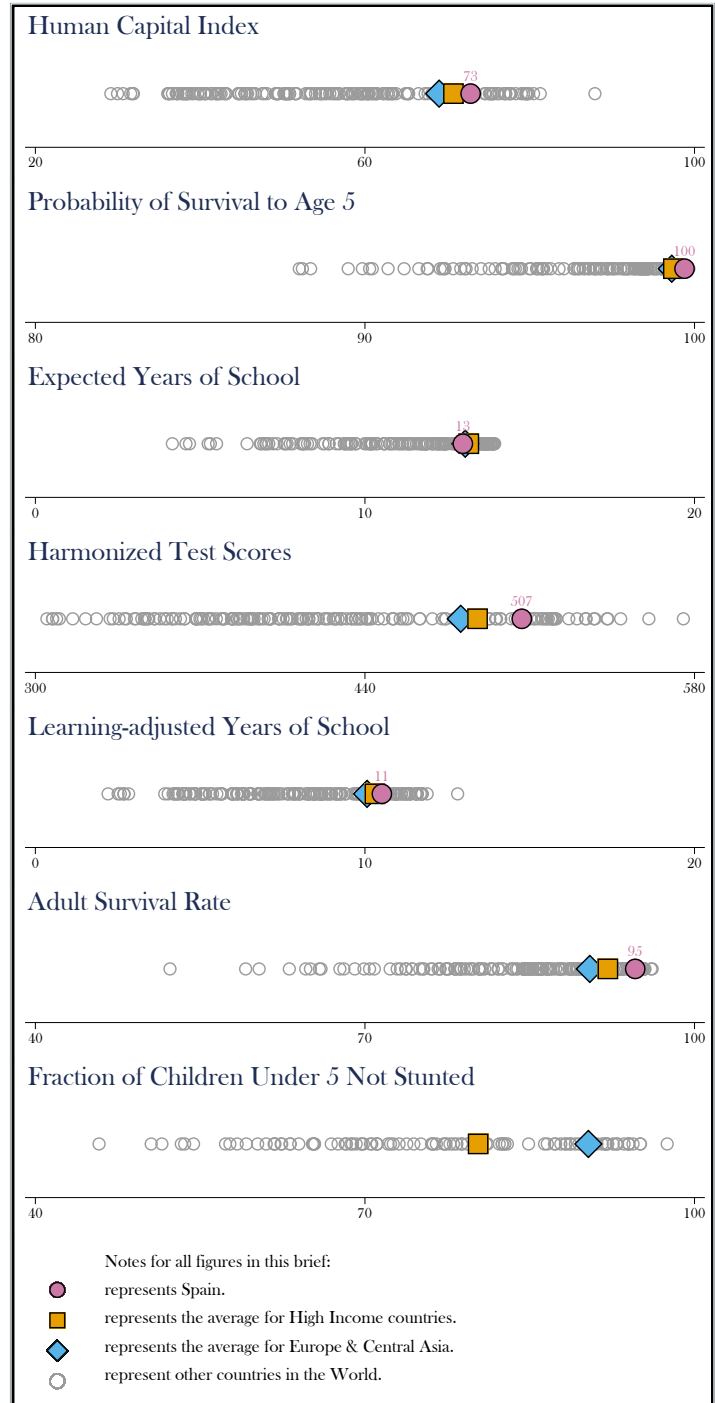 Human Capital Index
73
20 60 100
Probability of Survival to Age 5
100
80 90 100
Expected Years of School
13
0 10 20
Harmonized Test Scores
507
300 440 580
Learning-adjusted Years of School
11
0 10 20
Adult Survival Rate
95
40 70 100
Fraction of Children Under 5 Not Stunted
40 70 100
Notes for all figures in this brief:
represents Spain.
represents the average for High Income countries.
represents the average for Europe & Central Asia.
represent other countries in the World.